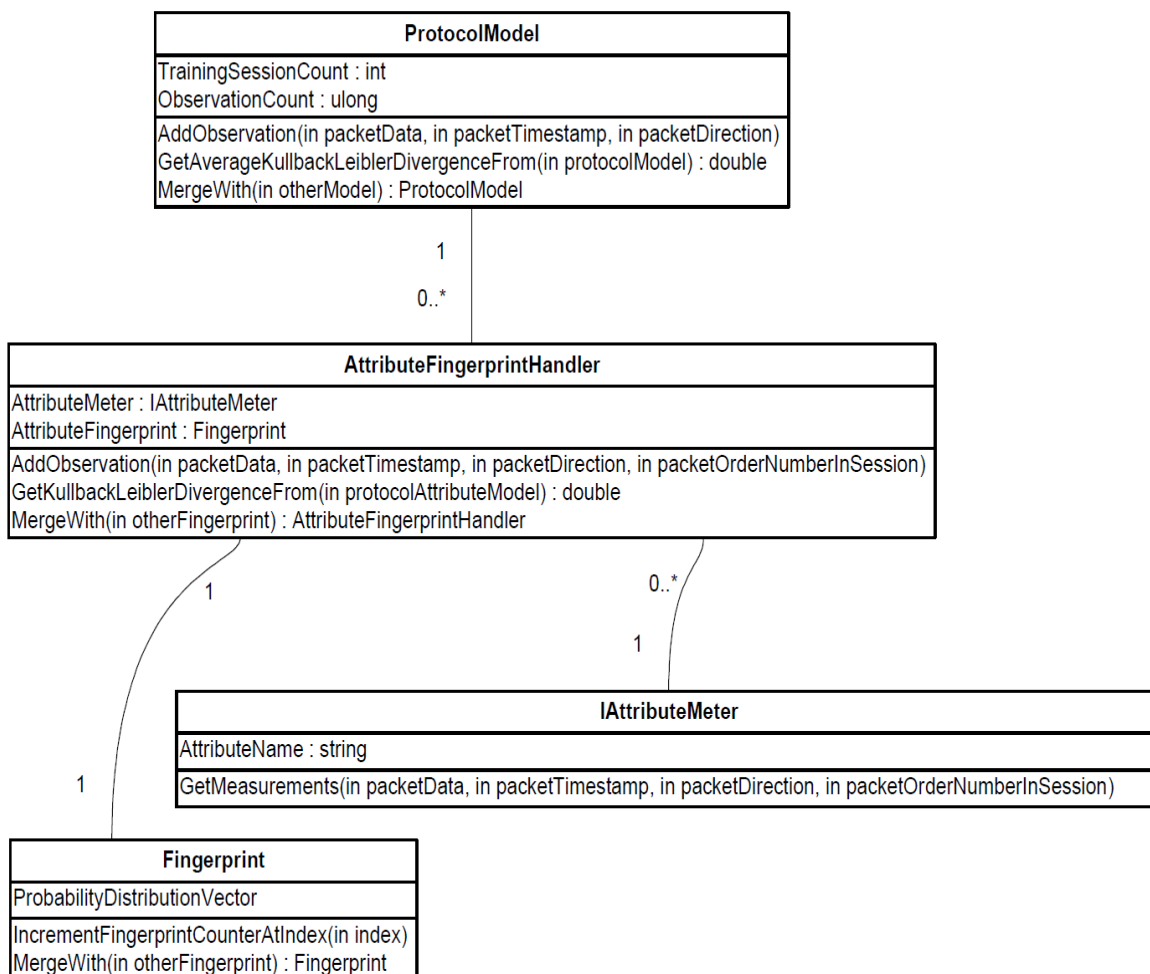 ProtocolModel
TrainingSessionCount : int
ObservationCount : ulong
AddObservation(in packetData, in packetTimestamp, in packetDirection)
GetAverageKullbackLeiblerDivergenceFrom(in protocolModel) : double
MergeWith(in otherModel) : ProtocolModel
1
0..*
AttributeFingerprintHandler
AttributeMeter : IAttributeMeter
AttributeFingerprint : Fingerprint
AddObservation(in packetData, in packetTimestamp, in packetDirection, in packetOrderNumberInSession)
GetKullbackLeiblerDivergenceFrom(in protocolAttributeModel) : double
MergeWith(in otherFingerprint) : AttributeFingerprintHandler
1
0..*
1
IAttributeMeter
AttributeName : string
GetMeasurements(in packetData, in packetTimestamp, in packetDirection, in packetOrderNumberInSession)
1
Fingerprint
ProbabilityDistributionVector
IncrementFingerprintCounterAtIndex(in index)
MergeWith(in otherFingerprint) : Fingerprint